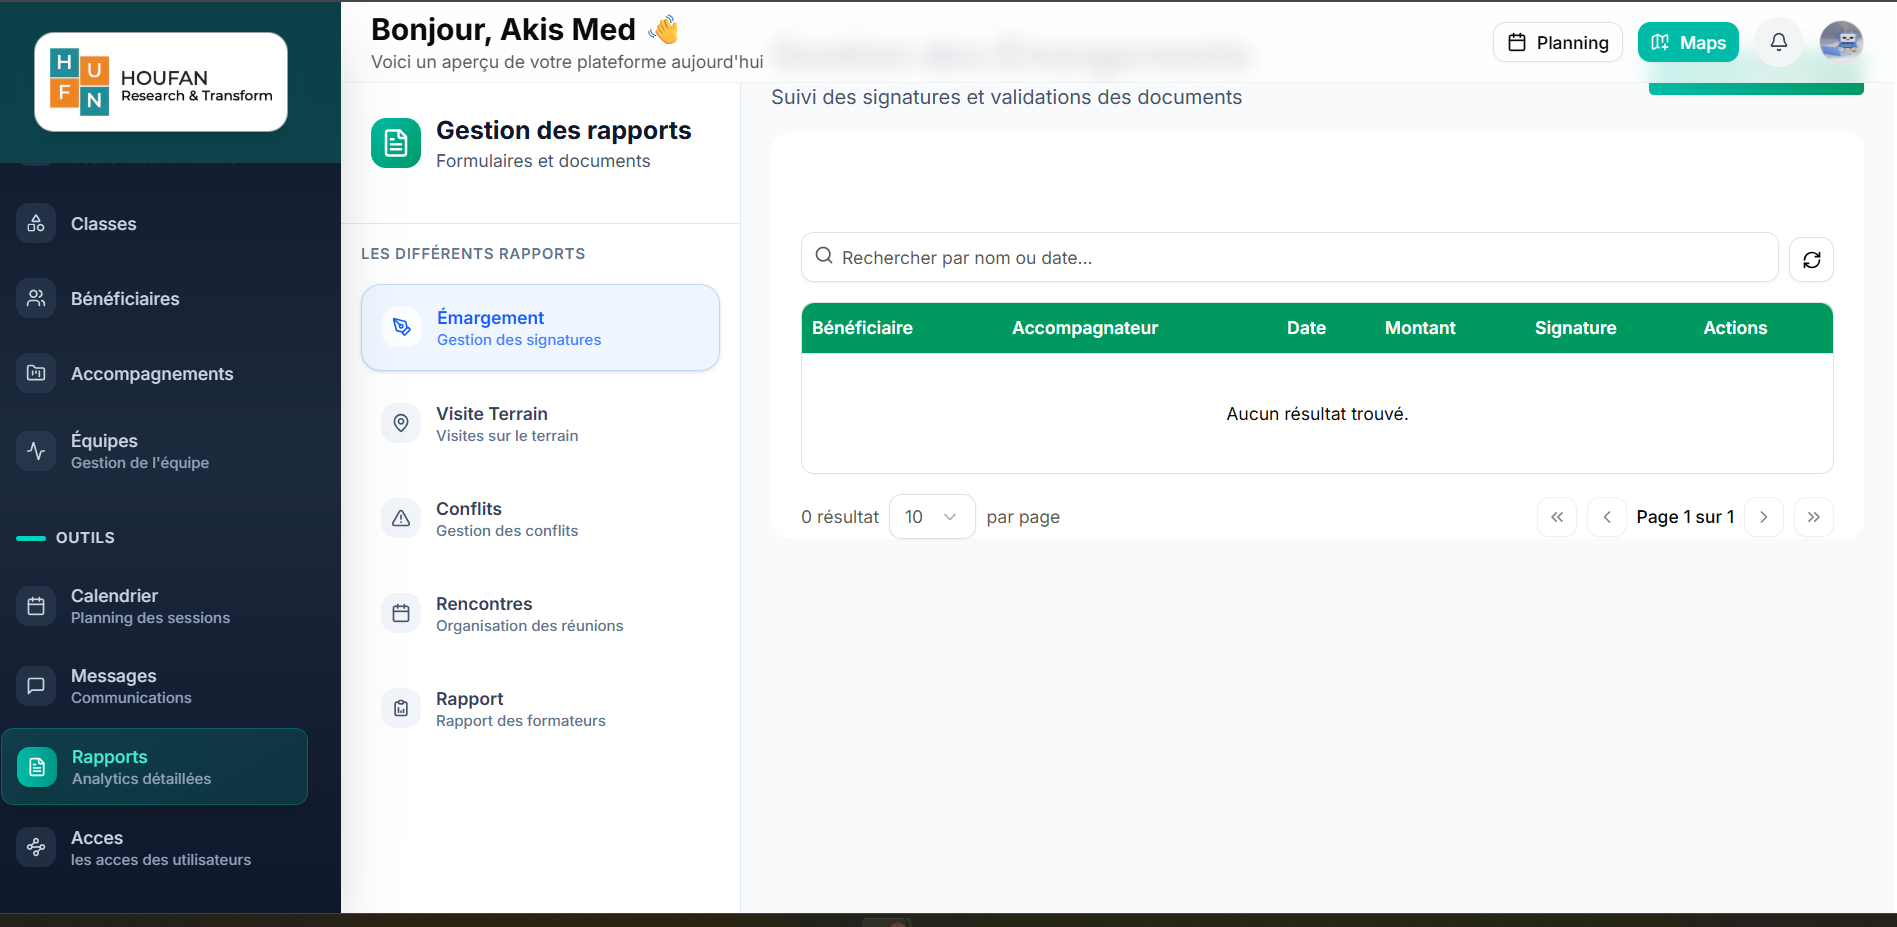 H U
F N
HOUFAN
Research & Transform
Classes
Bénéficiaires
Accompagnements
Équipes
Gestion de l'équipe
OUTILS
Calendrier
Planning des sessions
Messages
Communications
Rapports
Analytics détaillées
Acces
les acces des utilisateurs
Bonjour, Akis Med 👋
Voici un aperçu de votre plateforme aujourd'hui
Planning
Maps
Gestion des rapports
Formulaires et documents
LES DIFFÉRENTS RAPPORTS
Émargement
Gestion des signatures
Visite Terrain
Visites sur le terrain
Conflits
Gestion des conflits
Rencontres
Organisation des réunions
Rapport
Rapport des formateurs
Suivi des signatures et validations des documents
Rechercher par nom ou date...
Bénéficiaire Accompagnateur Date Montant Signature Actions
Aucun résultat trouvé.
0 résultat 10 par page
Page 1 sur 1